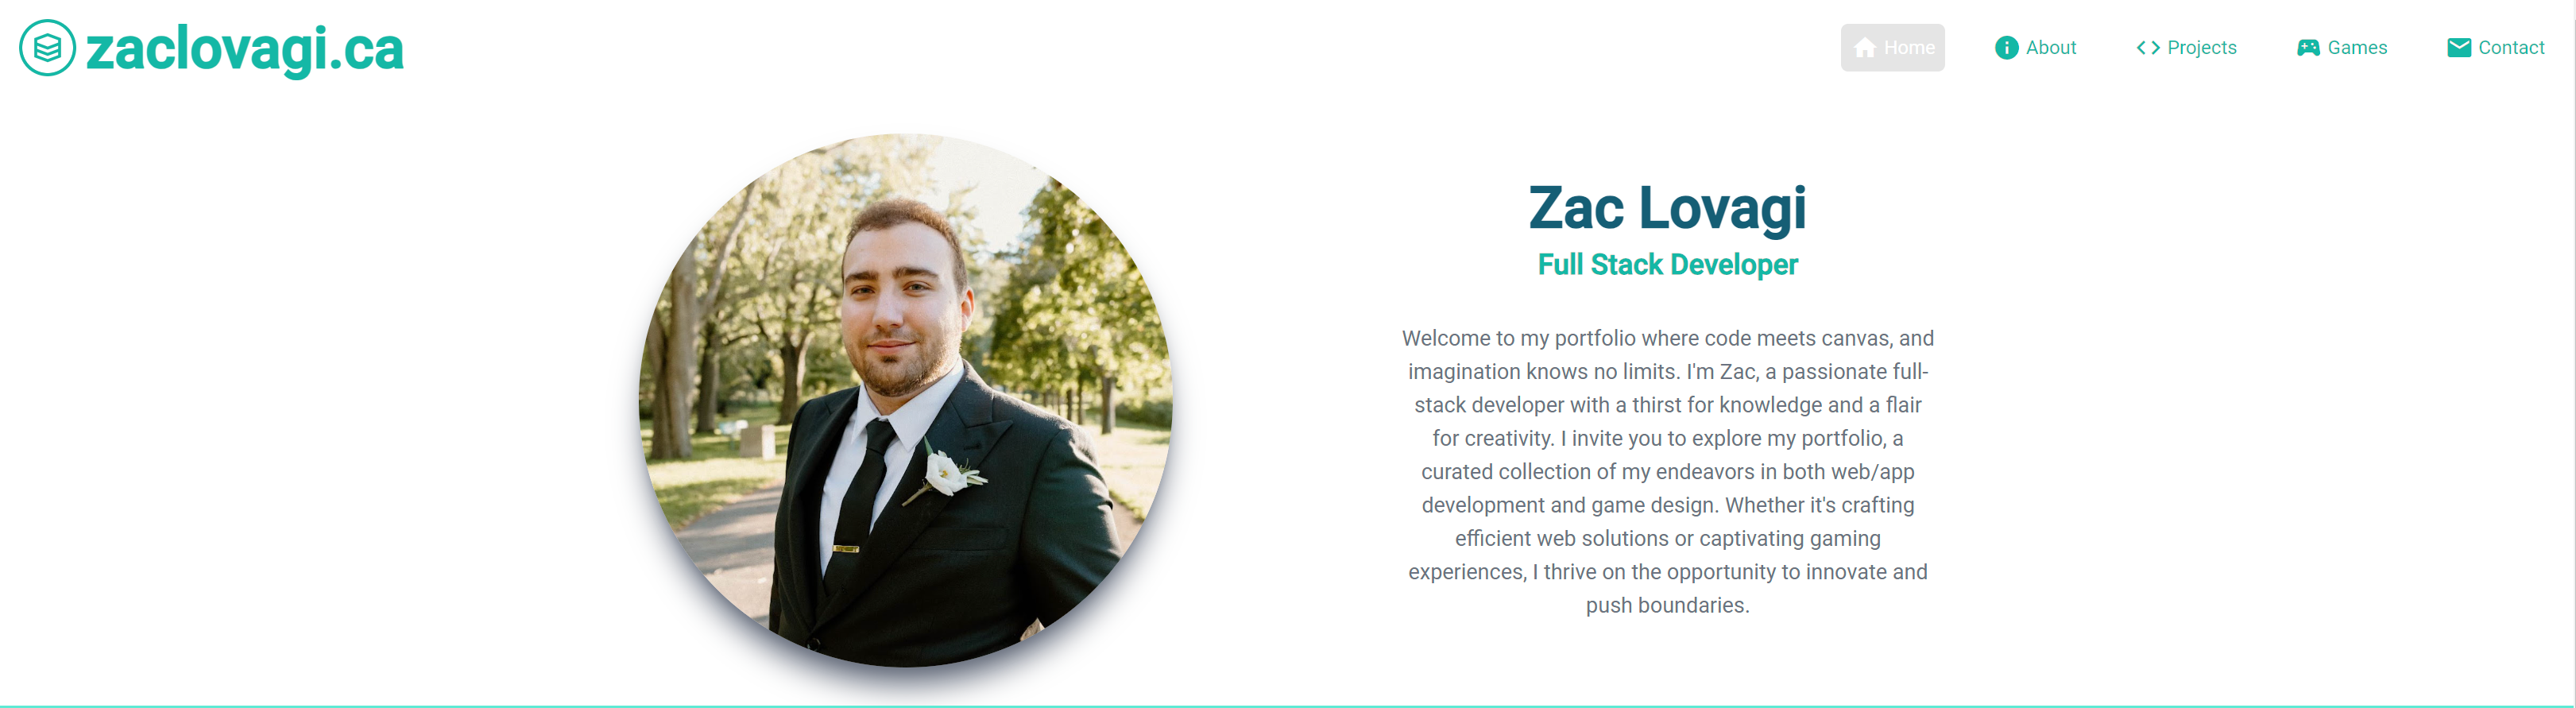 zaclovagi.ca
Home
About
Projects
Games
Contact
Zac Lovagi
Full Stack Developer
Welcome to my portfolio where code meets canvas, and
imagination knows no limits. I'm Zac, a passionate full-
stack developer with a thirst for knowledge and a flair
for creativity. I invite you to explore my portfolio, a
curated collection of my endeavors in both web/app
development and game design. Whether it's crafting
efficient web solutions or captivating gaming
experiences, I thrive on the opportunity to innovate and
push boundaries.